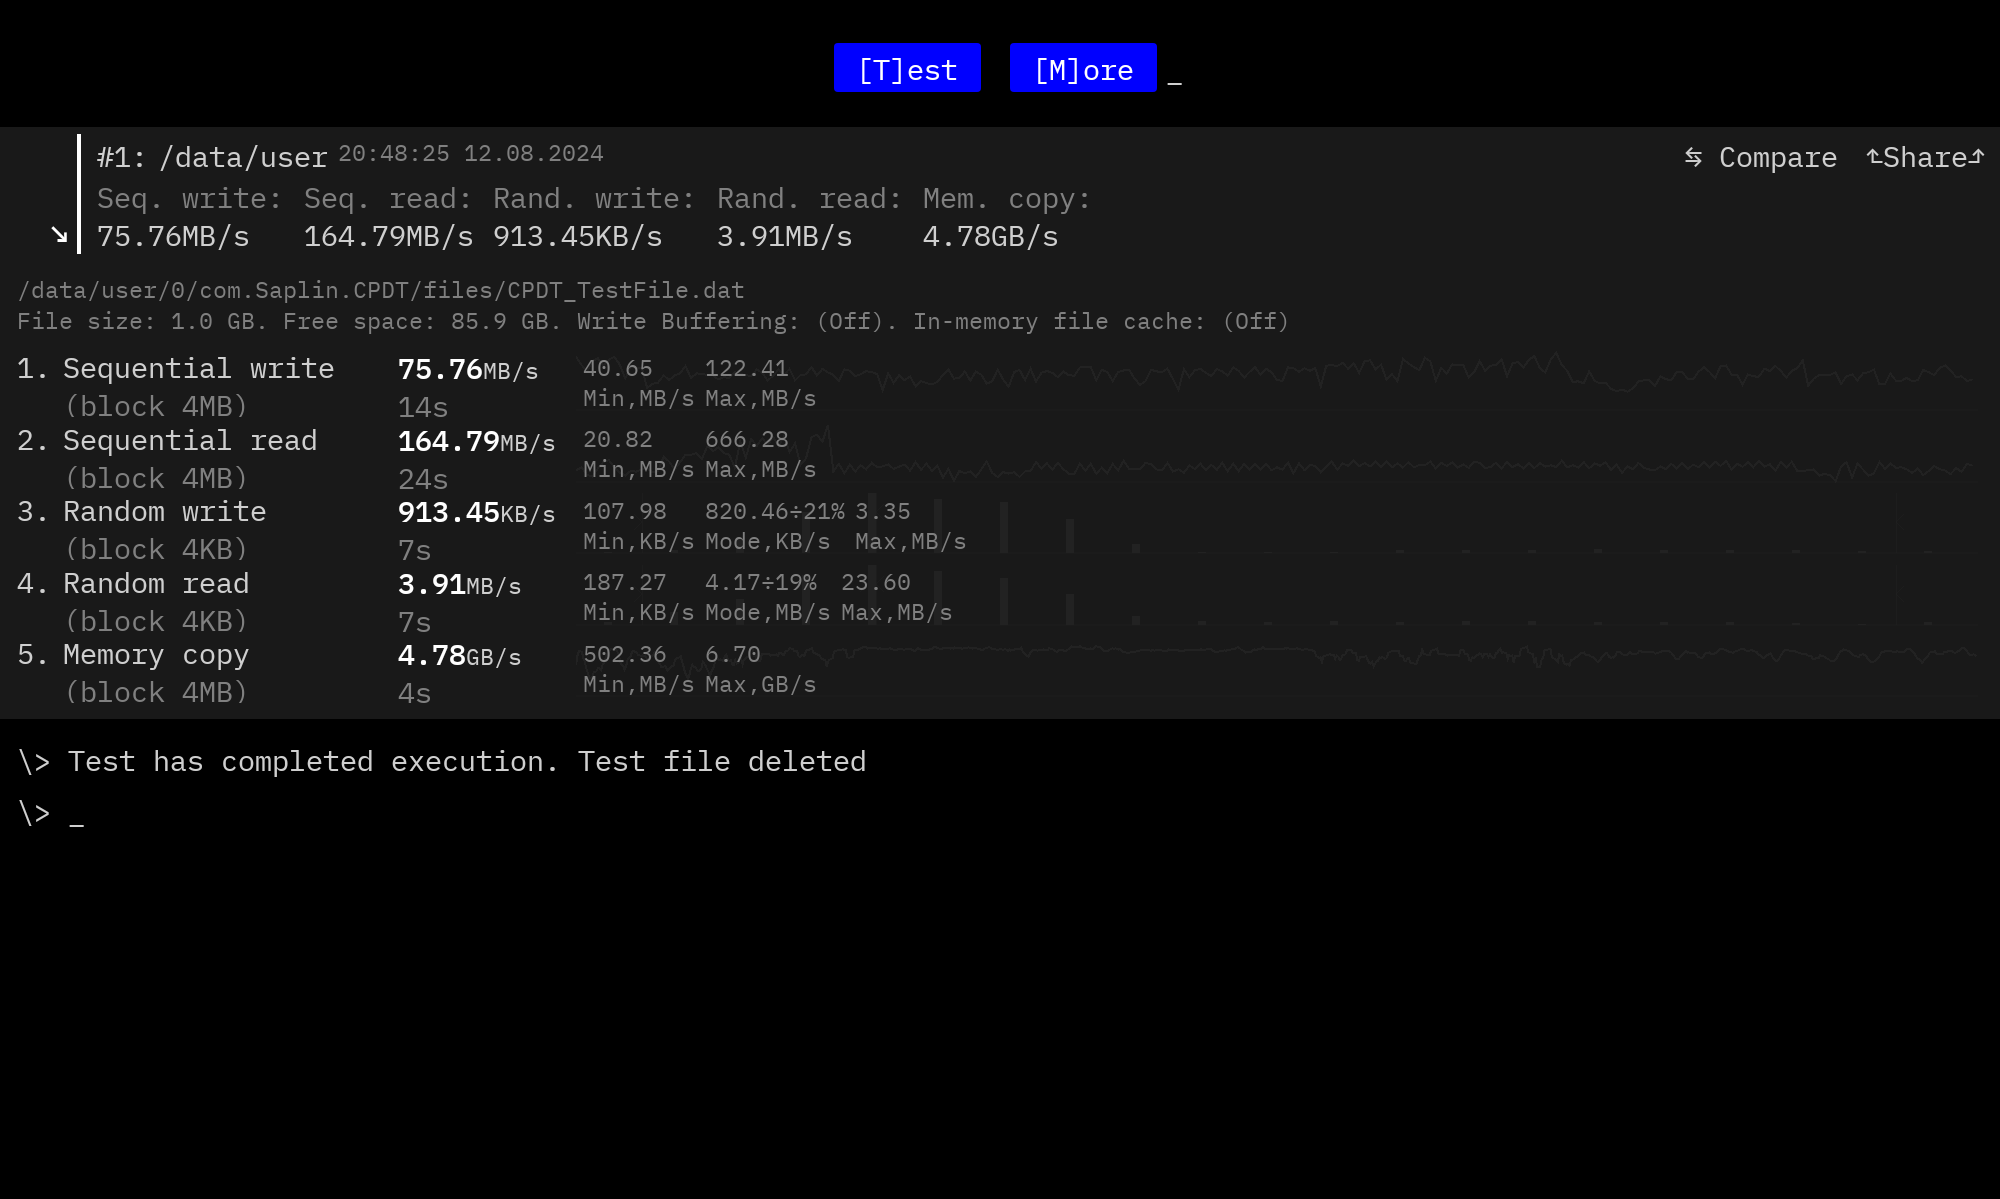 [T]est [M]ore _
#1: /data/user 20:48:25 12.08.2024 ⇆ Compare ⮤Share⮥
Seq. write: Seq. read: Rand. write: Rand. read: Mem. copy:
↘ 75.76MB/s 164.79MB/s 913.45KB/s 3.91MB/s 4.78GB/s
/data/user/0/com.Saplin.CPDT/files/CPDT_TestFile.dat
File size: 1.0 GB. Free space: 85.9 GB. Write Buffering: (Off). In-memory file cache: (Off)
1. Sequential write 75.76MB/s 40.65 122.41
(block 4MB) 14s Min,MB/s Max,MB/s
2. Sequential read 164.79MB/s 20.82 666.28
(block 4MB) 24s Min,MB/s Max,MB/s
3. Random write 913.45KB/s 107.98 820.46÷21% 3.35
(block 4KB) 7s Min,KB/s Mode,KB/s Max,MB/s
4. Random read 3.91MB/s 187.27 4.17÷19% 23.60
(block 4KB) 7s Min,KB/s Mode,MB/s Max,MB/s
5. Memory copy 4.78GB/s 502.36 6.70
(block 4MB) 4s Min,MB/s Max,GB/s
\> Test has completed execution. Test file deleted
\> _